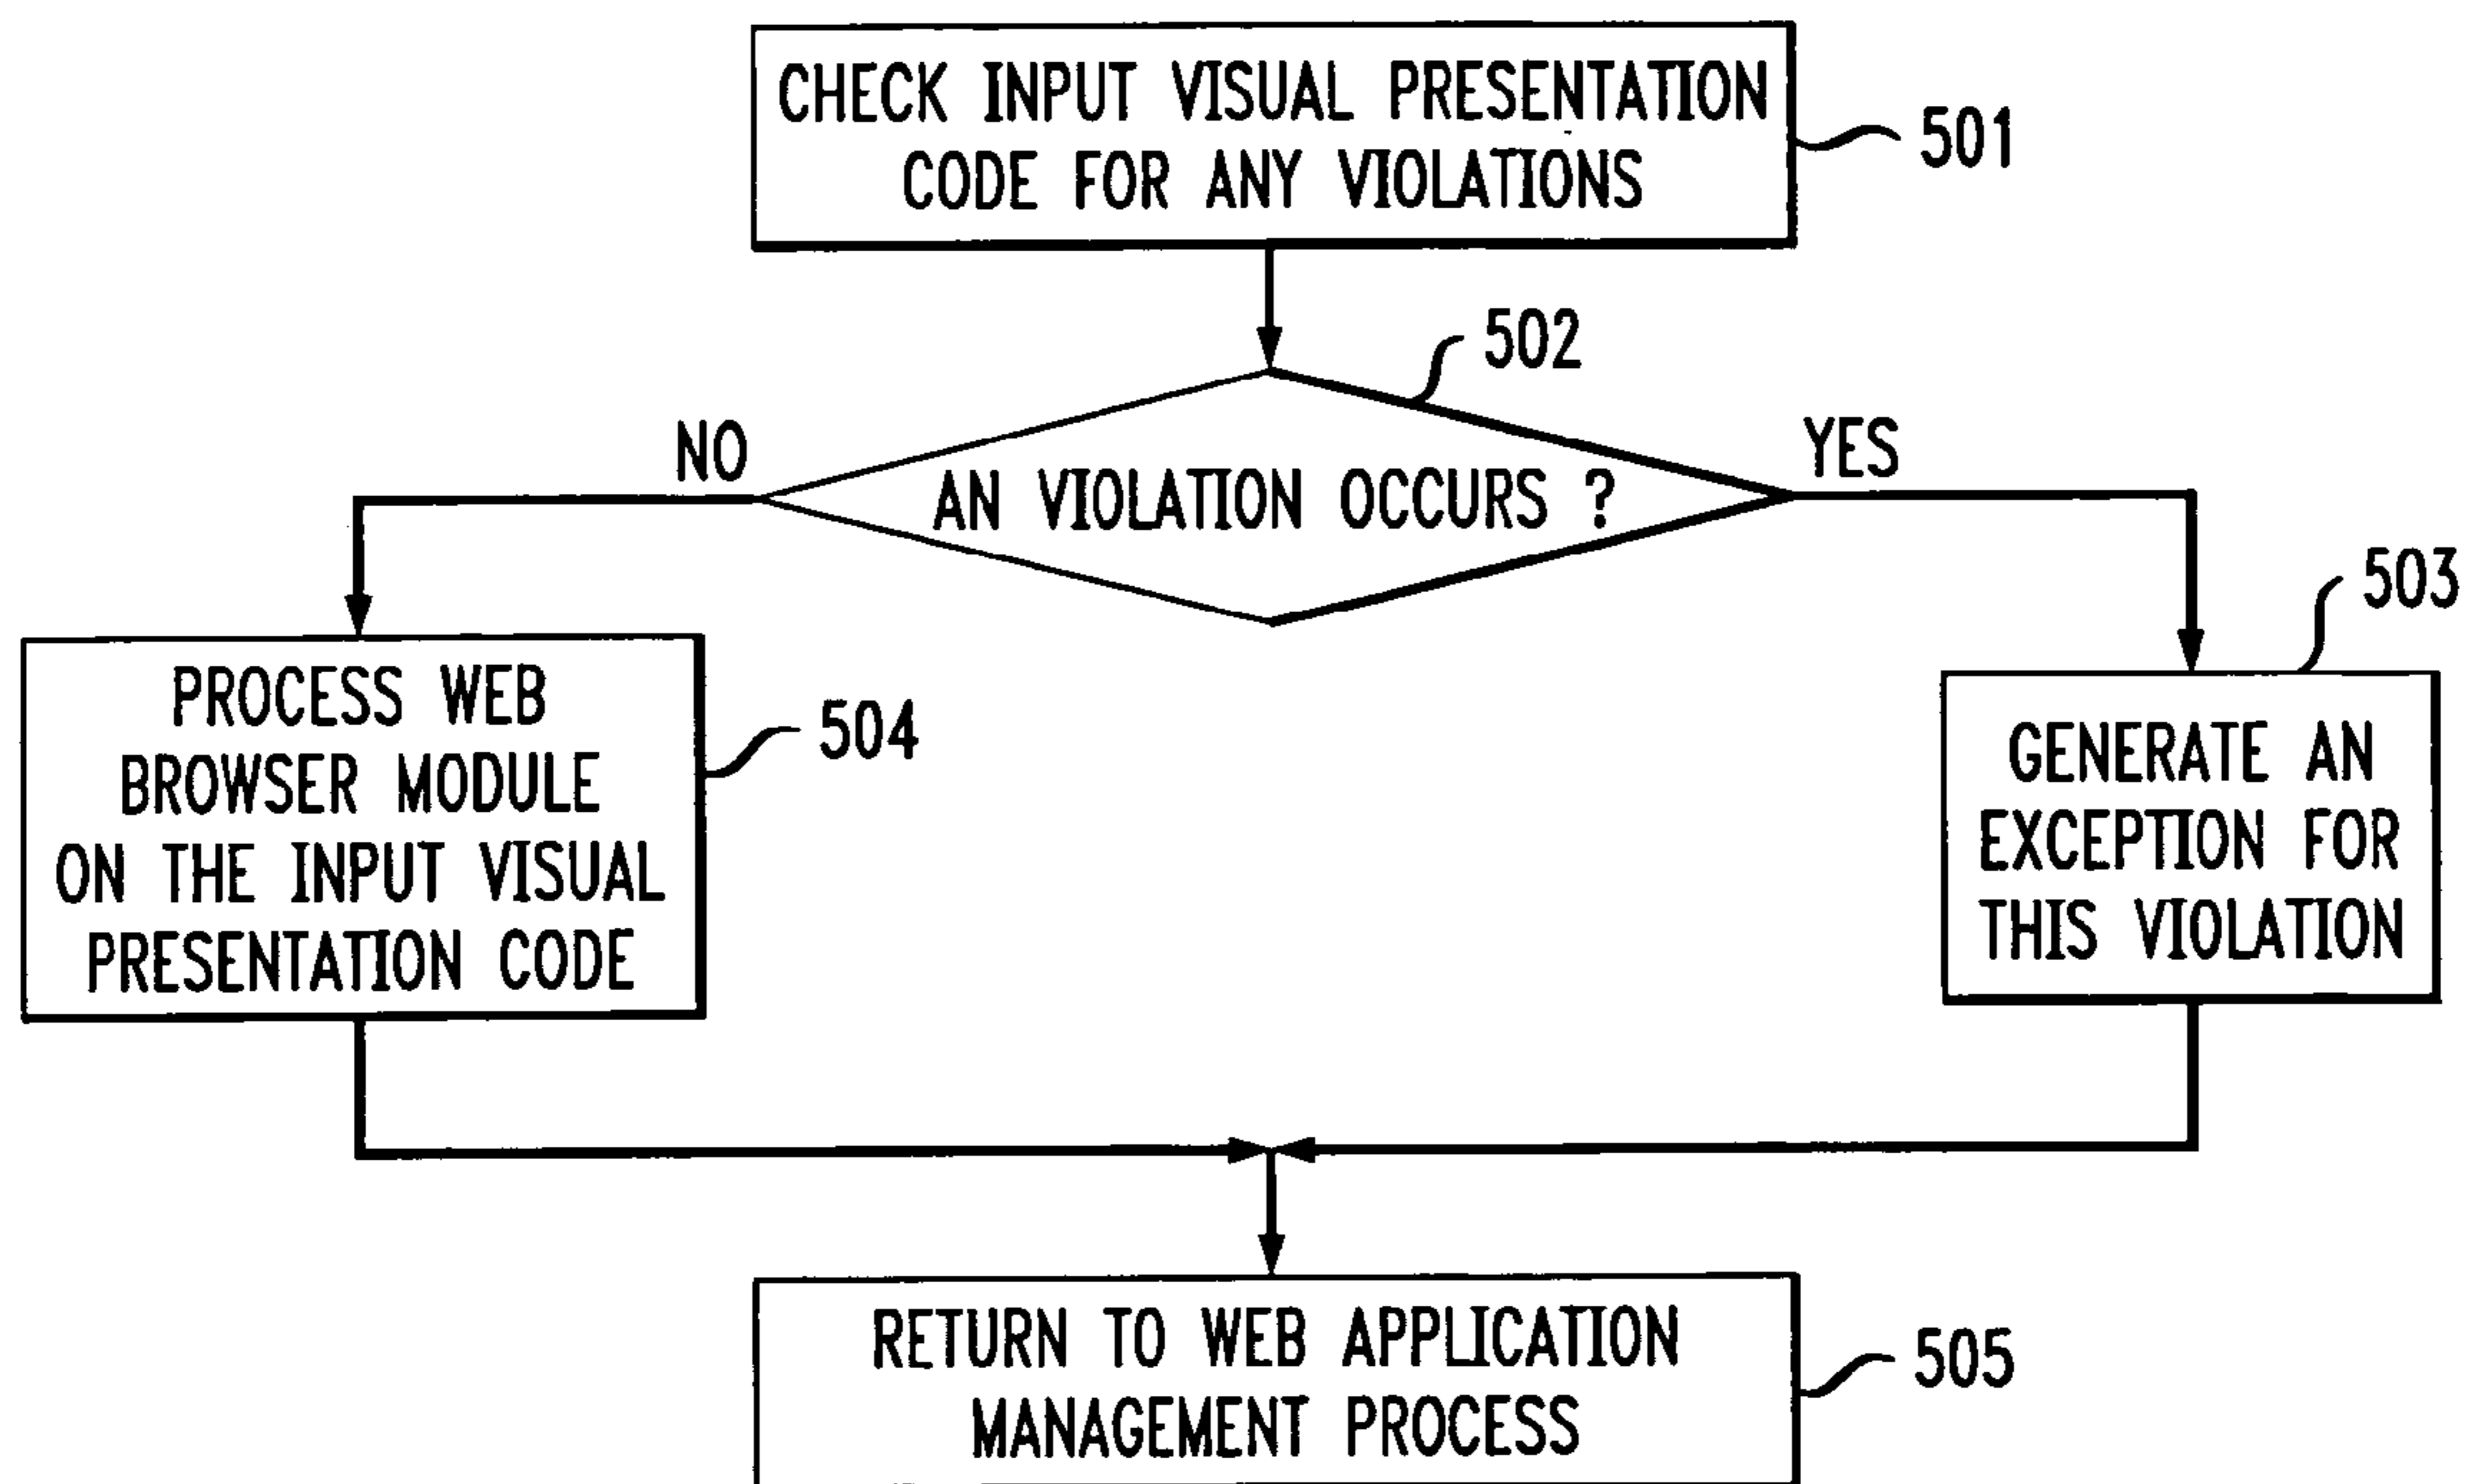 CHECK INPUT VISUAL PRESENTATION
CODE FOR ANY VIOLATIONS
501
502
NO
YES
AN VIOLATION OCCURS ?
503
PROCESS WEB
BROWSER MODULE
ON THE INPUT VISUAL
PRESENTATION CODE
504
GENERATE AN
EXCEPTION FOR
THIS VIOLATION
RETURN TO WEB APPLICATION
MANAGEMENT PROCESS
505